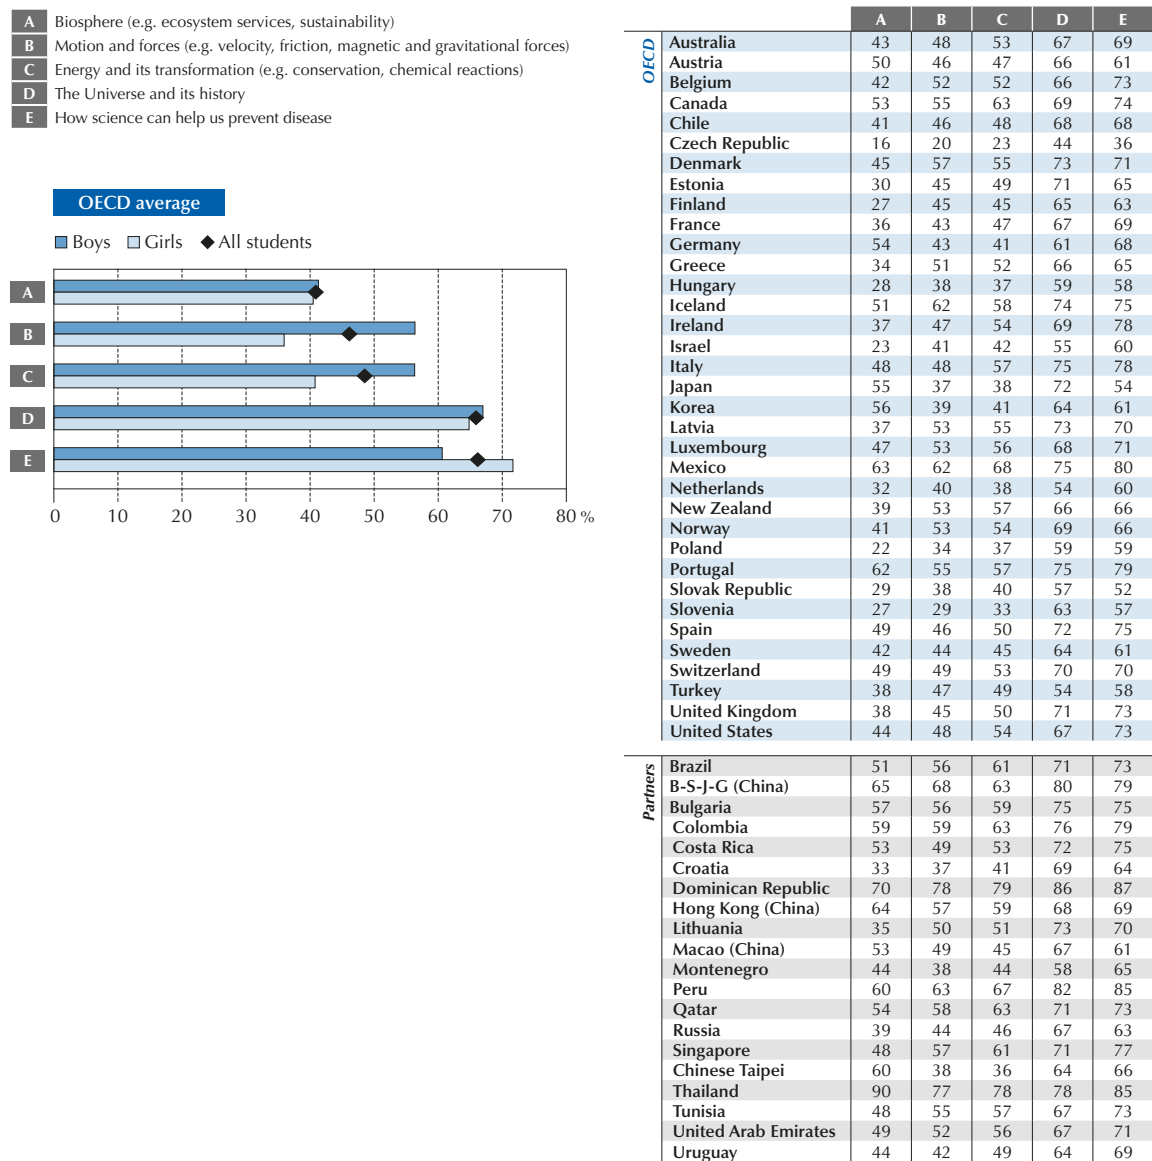 A Biosphere (e.g. ecosystem services, sustainability)
B Motion and forces (e.g. velocity, friction, magnetic and gravitational forces)
C Energy and its transformation (e.g. conservation, chemical reactions)
D The Universe and its history
E How science can help us prevent disease
OECD average
Boys Girls All students
A
B
C
D
E
0 10 20 30 40 50 60 70 80 %
A B C D E
OECD
Australia 43 48 53 67 69
Austria 50 46 47 66 61
Belgium 42 52 52 66 73
Canada 53 55 63 69 74
Chile 41 46 48 68 68
Czech Republic 16 20 23 44 36
Denmark 45 57 55 73 71
Estonia 30 45 49 71 65
Finland 27 45 45 65 63
France 36 43 47 67 69
Germany 54 43 41 61 68
Greece 34 51 52 66 65
Hungary 28 38 37 59 58
Iceland 51 62 58 74 75
Ireland 37 47 54 69 78
Israel 23 41 42 55 60
Italy 48 48 57 75 78
Japan 55 37 38 72 54
Korea 56 39 41 64 61
Latvia 37 53 55 73 70
Luxembourg 47 53 56 68 71
Mexico 63 62 68 75 80
Netherlands 32 40 38 54 60
New Zealand 39 53 57 66 66
Norway 41 53 54 69 66
Poland 22 34 37 59 59
Portugal 62 55 57 75 79
Slovak Republic 29 38 40 57 52
Slovenia 27 29 33 63 57
Spain 49 46 50 72 75
Sweden 42 44 45 64 61
Switzerland 49 49 53 70 70
Turkey 38 47 49 54 58
United Kingdom 38 45 50 71 73
United States 44 48 54 67 73
Partners
Brazil 51 56 61 71 73
B-S-J-G (China) 65 68 63 80 79
Bulgaria 57 56 59 75 75
Colombia 59 59 63 76 79
Costa Rica 53 49 53 72 75
Croatia 33 37 41 69 64
Dominican Republic 70 78 79 86 87
Hong Kong (China) 64 57 59 68 69
Lithuania 35 50 51 73 70
Macao (China) 53 49 45 67 61
Montenegro 44 38 44 58 65
Peru 60 63 67 82 85
Qatar 54 58 63 71 73
Russia 39 44 46 67 63
Singapore 48 57 61 71 77
Chinese Taipei 60 38 36 64 66
Thailand 90 77 78 78 85
Tunisia 48 55 57 67 73
United Arab Emirates 49 52 56 67 71
Uruguay 44 42 49 64 69